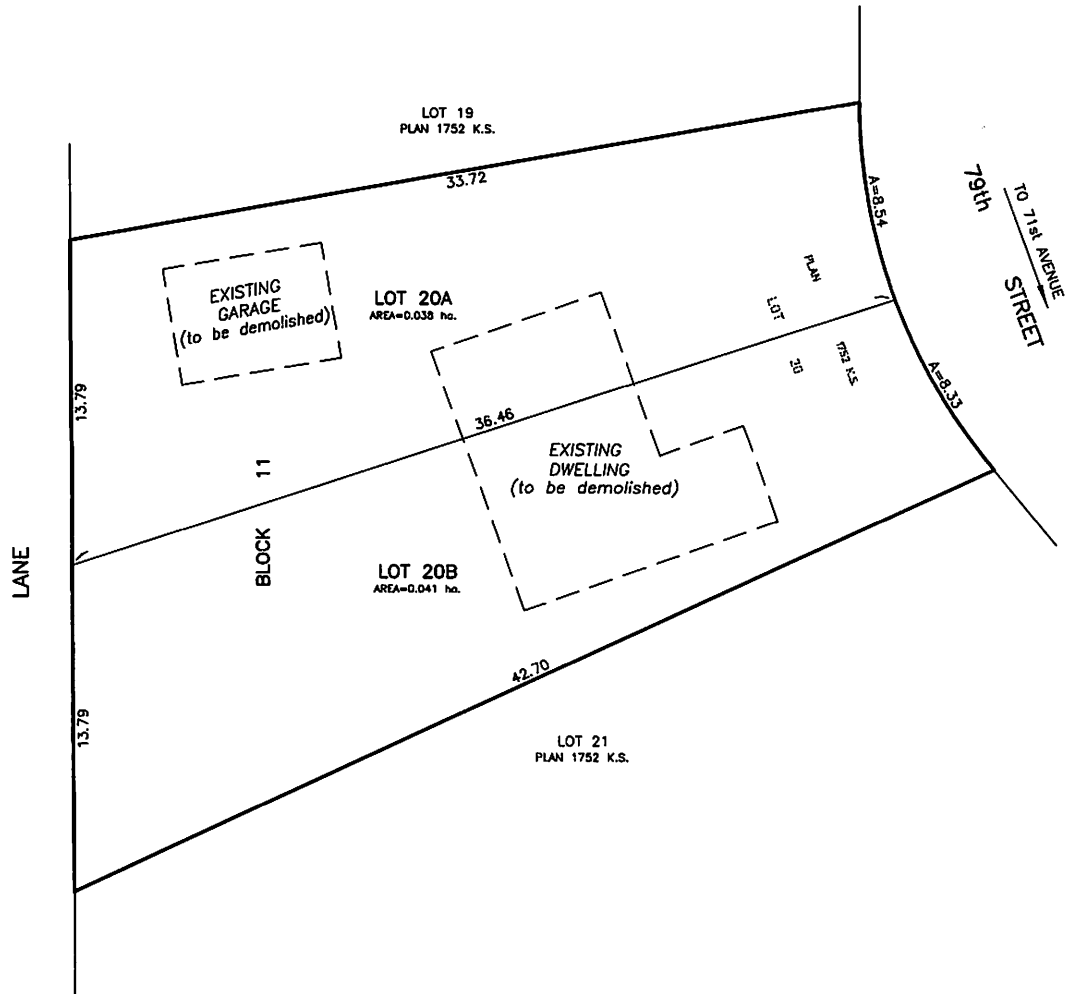 LOT 19
PLAN 1752 K.S.
33.72
A=8.54
79th
STREET
TO 71st AVENUE
EXISTING
GARAGE
(to be demolished)
LOT 20A
AREA=0.038 ha.
PLAN
1752 K.S.
LOT
20
13.79
36.46
A=8.33
EXISTING
DWELLING
(to be demolished)
BLOCK 11
LANE
LOT 20B
AREA=0.041 ha.
42.70
13.79
LOT 21
PLAN 1752 K.S.